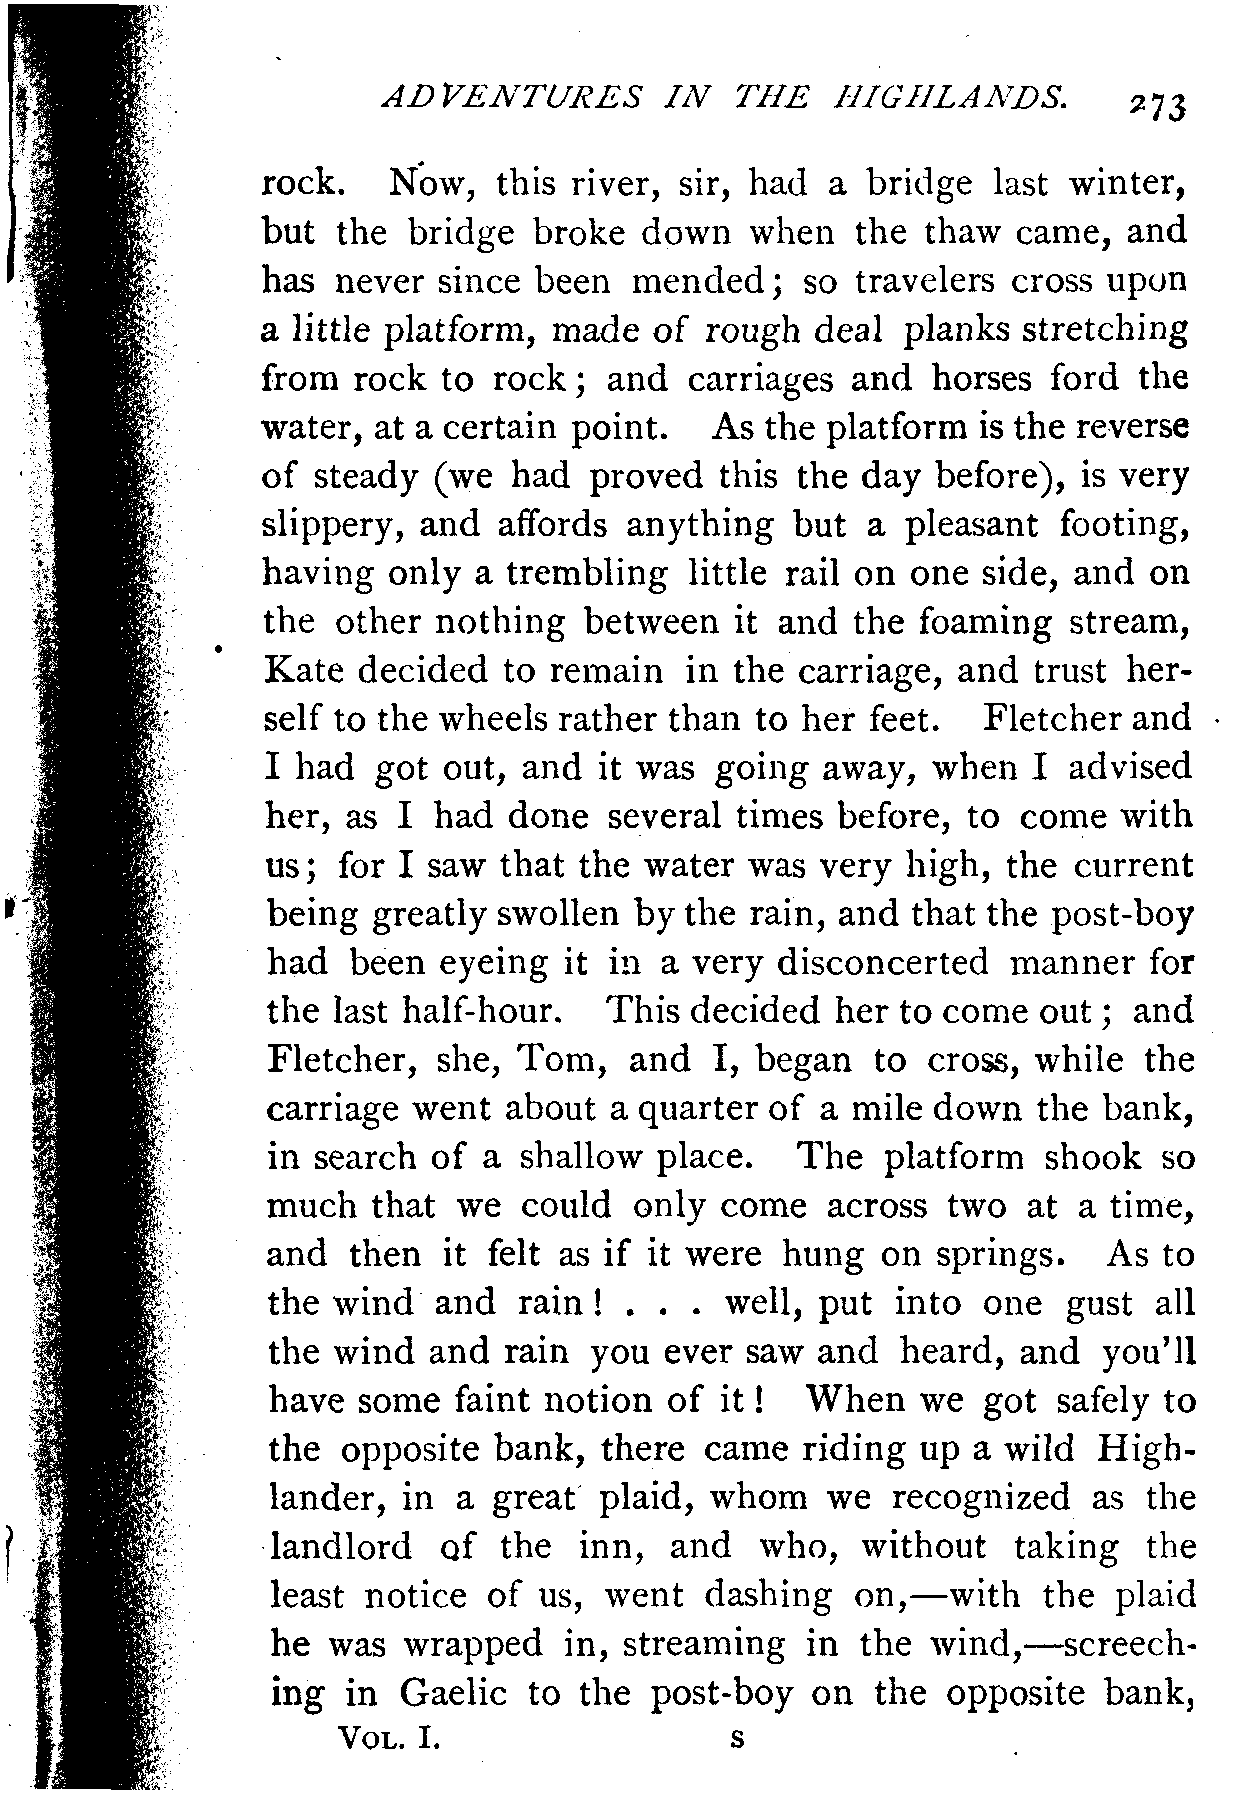 ADVENTURES IN THE HIGHLANDS. 273
rock. Now, this river, sir, had a bridge last winter,
but the bridge broke down when the thaw came, and
has never since been mended; so travelers cross upon
a little platform, made of rough deal planks stretching
from rock to rock; and carriages and horses ford the
water, at a certain point. As the platform is the reverse
of steady (we had proved this the day before), is very
slippery, and affords anything but a pleasant footing,
having only a trembling little rail on one side, and on
the other nothing between it and the foaming stream,
Kate decided to remain in the carriage, and trust her-
self to the wheels rather than to her feet. Fletcher and
I had got out, and it was going away, when I advised
her, as I had done several times before, to come with
us; for I saw that the water was very high, the current
being greatly swollen by the rain, and that the post-boy
had been eyeing it in a very disconcerted manner for
the last half-hour. This decided her to come out; and
Fletcher, she, Tom, and I, began to cross, while the
carriage went about a quarter of a mile down the bank,
in search of a shallow place. The platform shook so
much that we could only come across two at a time,
and then it felt as if it were hung on springs. As to
the wind and rain! . . . well, put into one gust all
the wind and rain you ever saw and heard, and you'll
have some faint notion of it! When we got safely to
the opposite bank, there came riding up a wild High-
lander, in a great plaid, whom we recognized as the
landlord of the inn, and who, without taking the
least notice of us, went dashing on,—with the plaid
he was wrapped in, streaming in the wind,—screech-
ing in Gaelic to the post-boy on the opposite bank,
VOL. I. S